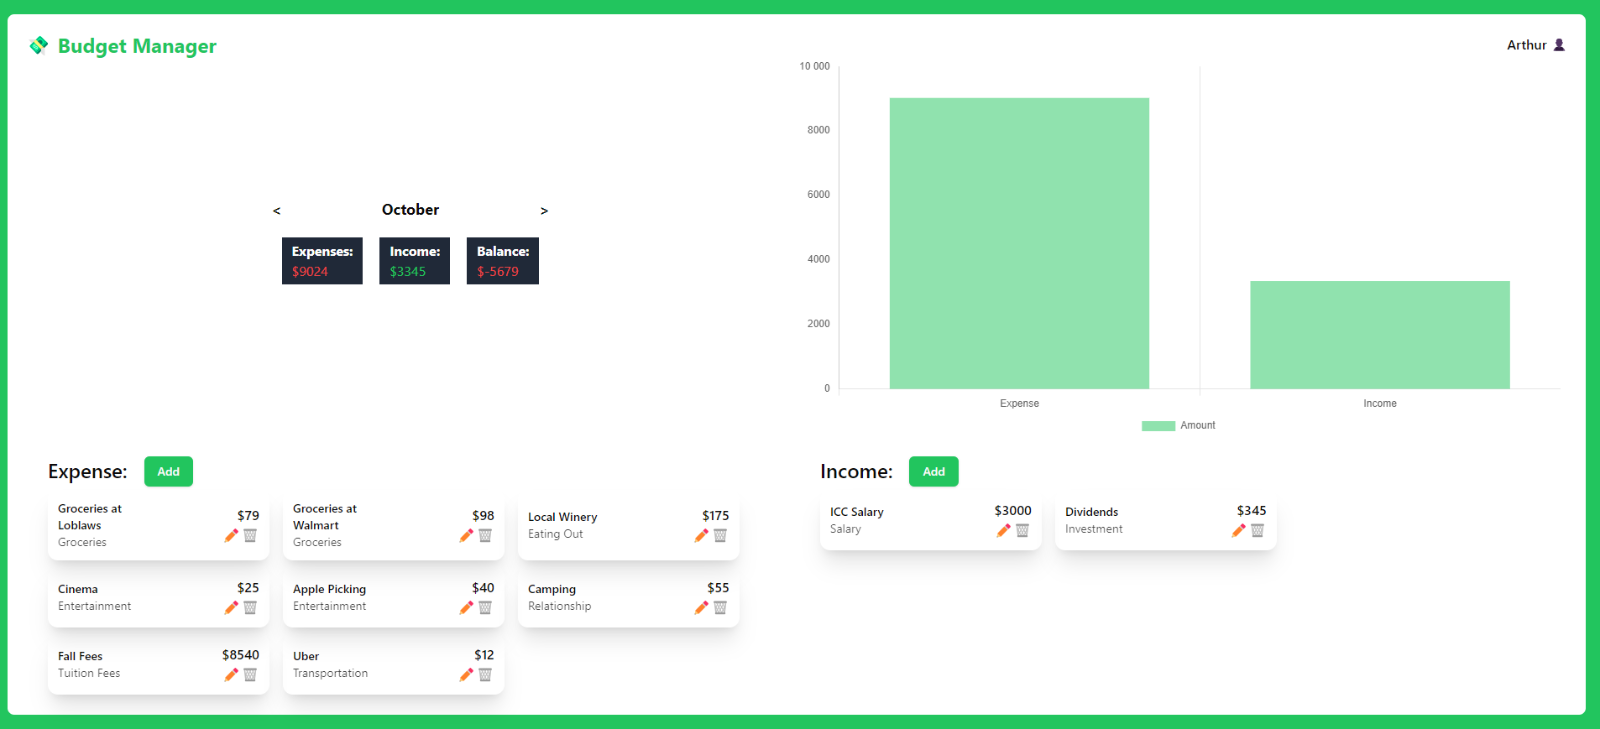 Budget Manager
Arthur
< October >
Expenses: Income: Balance:
$9024 $3345 $-5679
10 000
8000
6000
4000
2000
0
Expense Income
Amount
Expense: Add
Groceries at
Loblaws
Groceries
$79
Groceries at
Walmart
Groceries
$98
Local Winery
Eating Out
$175
Cinema
Entertainment
$25
Apple Picking
Entertainment
$40
Camping
Relationship
$55
Fall Fees
Tuition Fees
$8540
Uber
Transportation
$12
Income: Add
ICC Salary
Salary
$3000
Dividends
Investment
$345